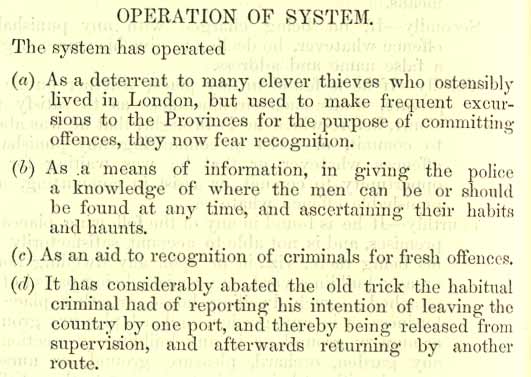 OPERATION OF SYSTEM.
The system has operated
(a) As a deterrent to many clever thieves who ostensibly
lived in London, but used to make frequent excur-
sions to the Provinces for the purpose of committing
offences, they now fear recognition.
(b) As a means of information, in giving the police
a knowledge of where the men can be or should
be found at any time, and ascertaining their habits
and haunts.
(c) As an aid to recognition of criminals for fresh offences.
(d) It has considerably abated the old trick the habitual
criminal had of reporting his intention of leaving the
country by one port, and thereby being released from
supervision, and afterwards returning by another
route.